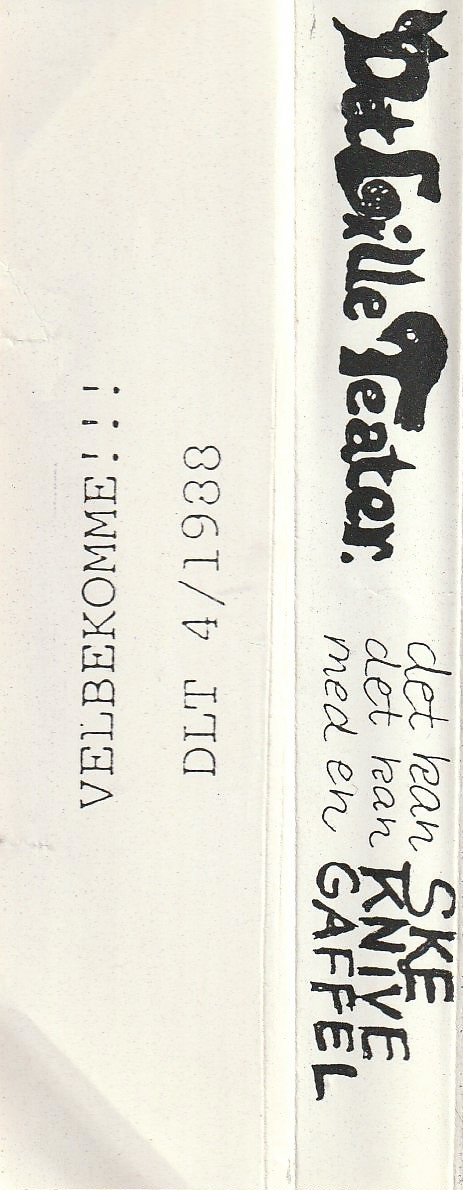 Det Lille Teater.
det kan SKE
det kan KNIVE
med en GAFFEL
VELBEKOMME!!!
DLT 4/1988